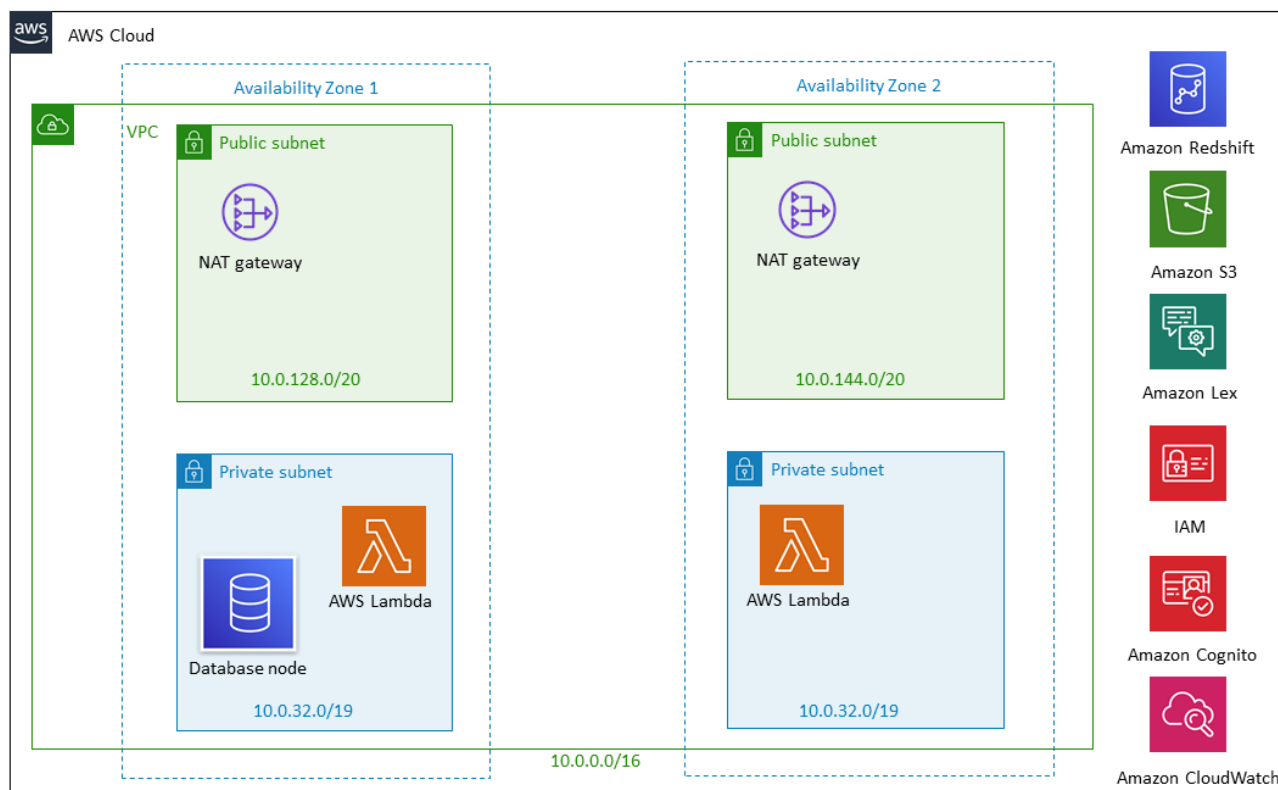 aws
AWS Cloud
Availability Zone 1
Availability Zone 2
VPC
Public subnet
NAT gateway
10.0.128.0/20
Public subnet
NAT gateway
10.0.144.0/20
Private subnet
AWS Lambda
Database node
10.0.32.0/19
Private subnet
AWS Lambda
10.0.32.0/19
10.0.0.0/16
Amazon Redshift
Amazon S3
Amazon Lex
IAM
Amazon Cognito
Amazon CloudWatch